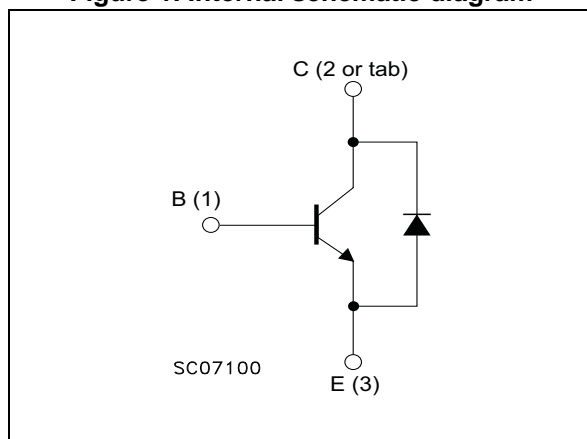 Figure 1. Internal schematic diagram
C (2 or tab)
B (1)
SC07100
E (3)